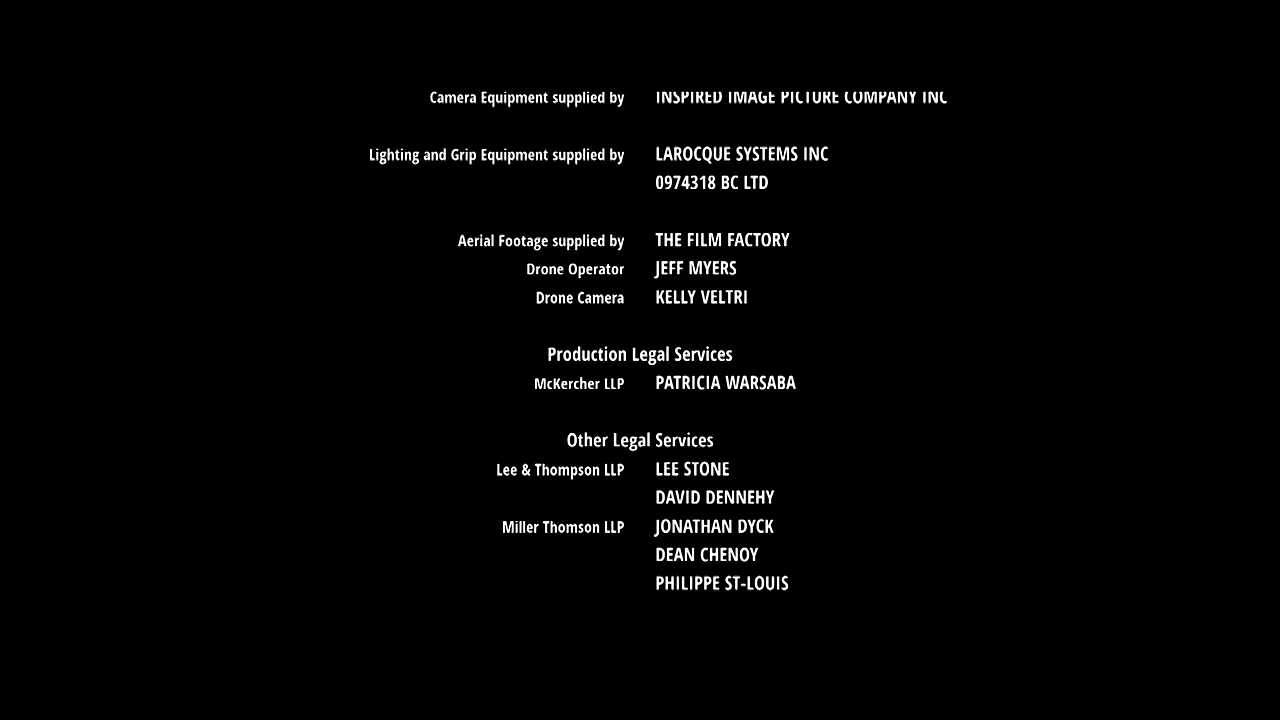 Camera Equipment supplied by INSPIRED IMAGE PICTURE COMPANY INC
Lighting and Grip Equipment supplied by LAROCQUE SYSTEMS INC
0974318 BC LTD
Aerial Footage supplied by THE FILM FACTORY
Drone Operator JEFF MYERS
Drone Camera KELLY VELTRI
Production Legal Services
McKercher LLP PATRICIA WARSABA
Other Legal Services
Lee & Thompson LLP LEE STONE
DAVID DENNEHY
Miller Thomson LLP JONATHAN DYCK
DEAN CHENOY
PHILIPPE ST-LOUIS